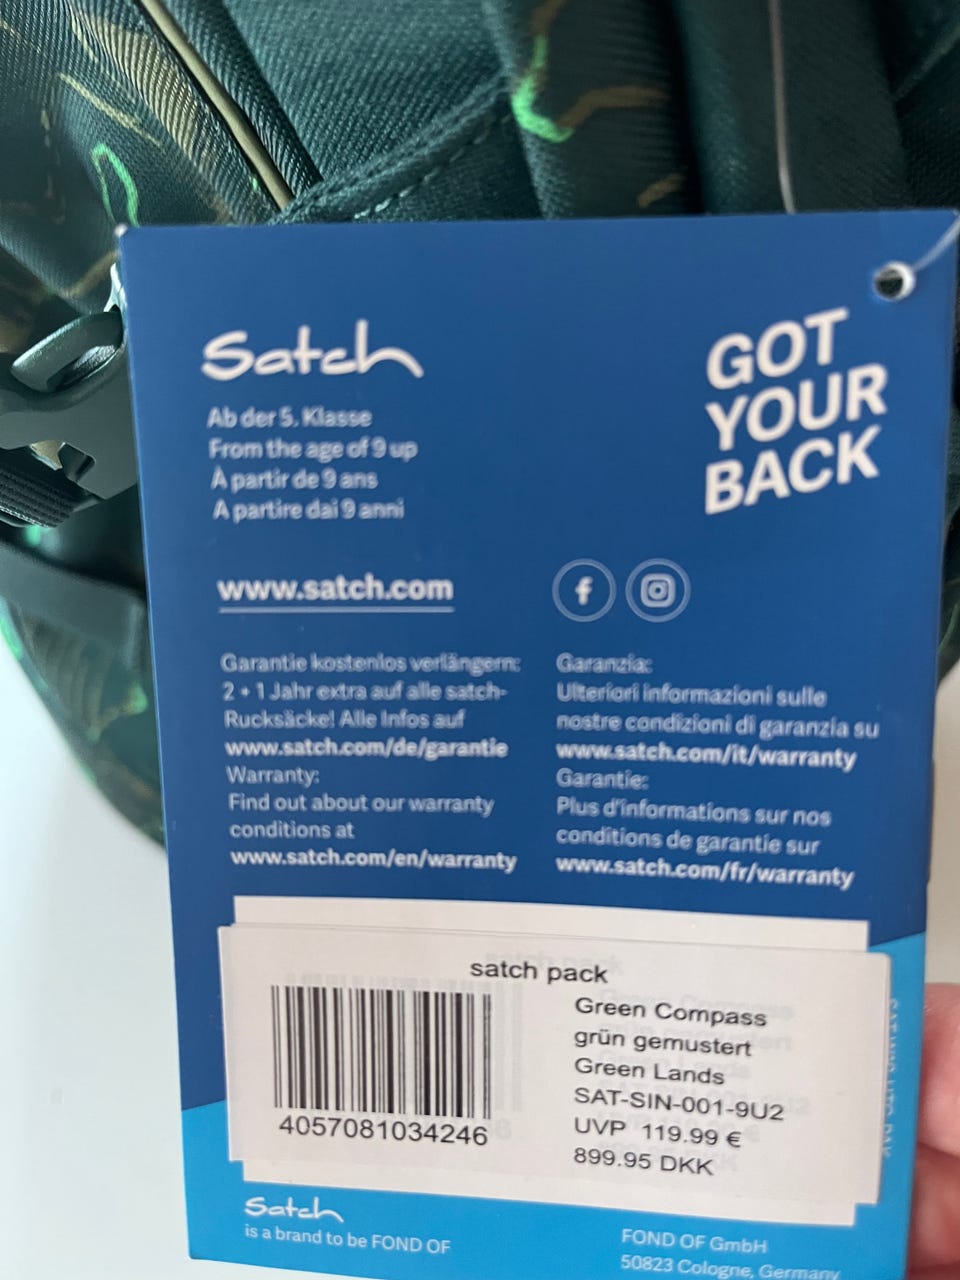 Satch
Ab der 5. Klasse
From the age of 9 up
À partir de 9 ans
A partire dai 9 anni
GOT
YOUR
BACK
www.satch.com
Garantie kostenlos verlängern:
2 + 1 Jahr extra auf alle satch-
Rucksäcke! Alle Infos auf
www.satch.com/de/garantie
Warranty:
Find out about our warranty
conditions at
www.satch.com/en/warranty
Garanzia:
Ulteriori informazioni sulle
nostre condizioni di garanzia su
www.satch.com/it/warranty
Garantie:
Plus d'informations sur nos
conditions de garantie sur
www.satch.com/fr/warranty
satch pack
Green Compass
grün gemustert
Green Lands
SAT-SIN-001-9U2
UVP 119.99 €
899.95 DKK
4057081034246
Satch
is a brand to be FOND OF
FOND OF GmbH
50823 Cologne, Germany